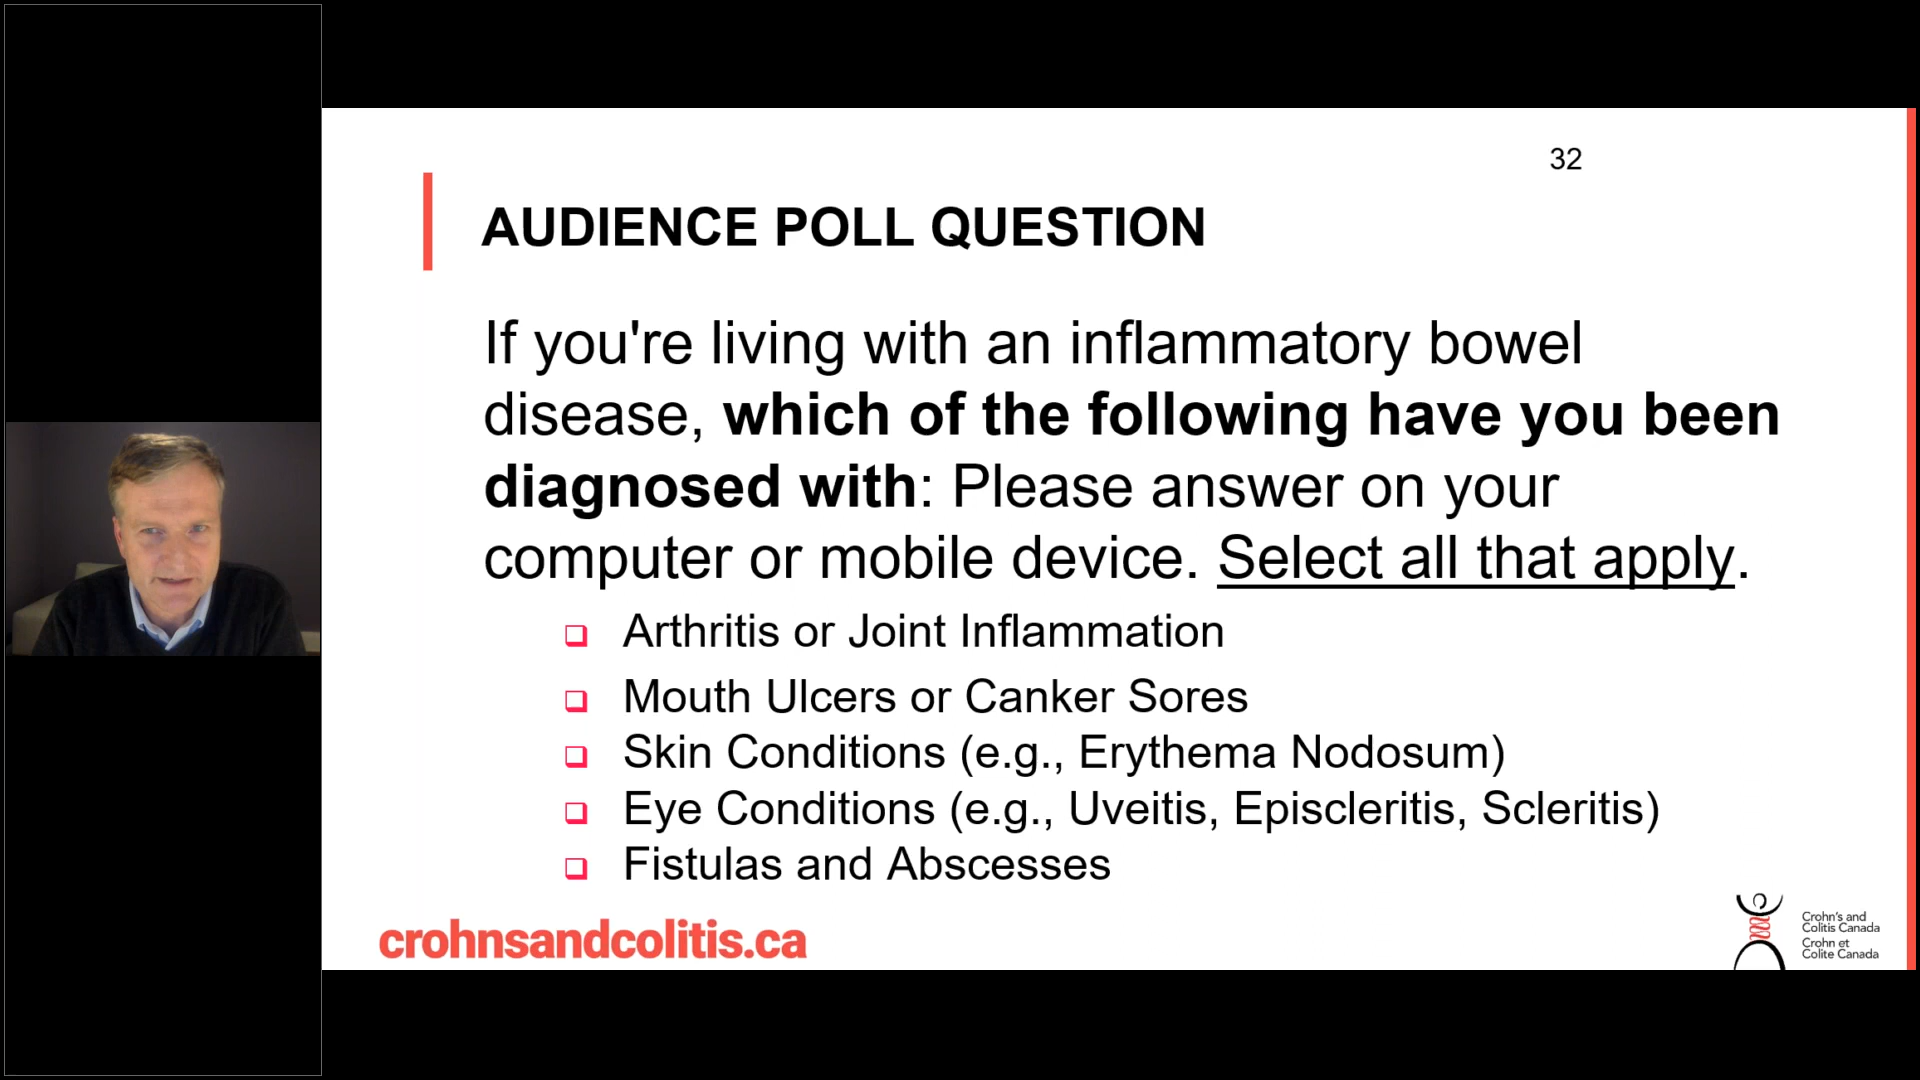 32
AUDIENCE POLL QUESTION
If you're living with an inflammatory bowel
disease, which of the following have you been
diagnosed with: Please answer on your
computer or mobile device. Select all that apply.
Arthritis or Joint Inflammation
Mouth Ulcers or Canker Sores
Skin Conditions (e.g., Erythema Nodosum)
Eye Conditions (e.g., Uveitis, Episcleritis, Scleritis)
Fistulas and Abscesses
crohnsandcolitis.ca
Crohn's and
Colitis Canada
Crohn et
Colite Canada